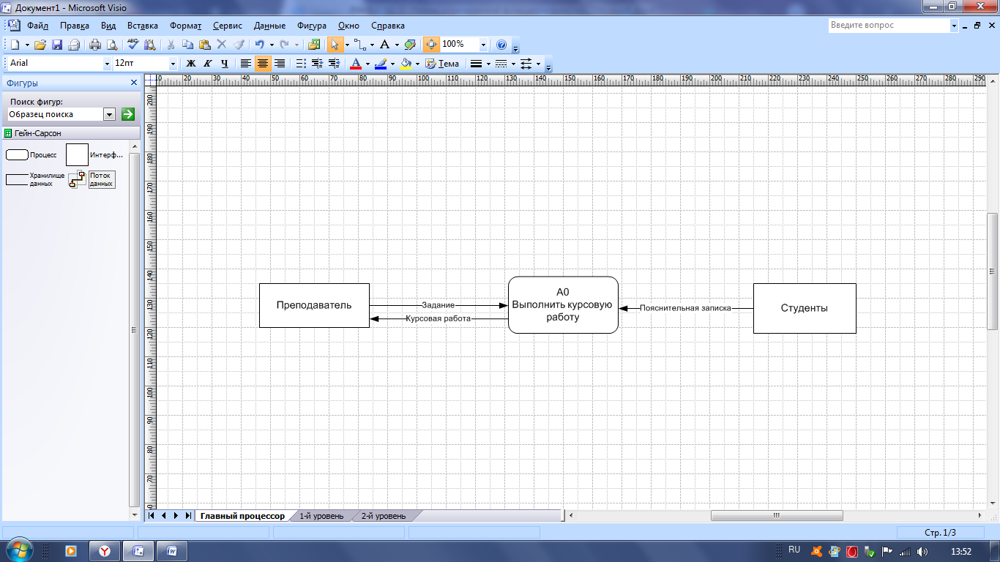 Документ1 - Microsoft Visio
Файл Правка Вид Вставка Формат Сервис Данные Фигура Окно Справка Введите вопрос
100%
Arial 12пт Ж К Ч Тема
Фигуры
Поиск фигур:
Образец поиска
Гейн-Сарсон
Процесс Интерф...
Хранилище данных Поток данных
10 20 30 40 50 60 70 80 90 100 110 120 130 140 150 160 170 180 190 200 210 220 230 240 250 260 270 280 290
200 190 180 170 160 150 140 130 120 110 100 90 80 70
Преподаватель
Задание
Курсовая работа
A0
Выполнить курсовую
работу
Пояснительная записка
Студенты
Главный процессор 1-й уровень 2-й уровень
Стр. 1/3
RU 13:52